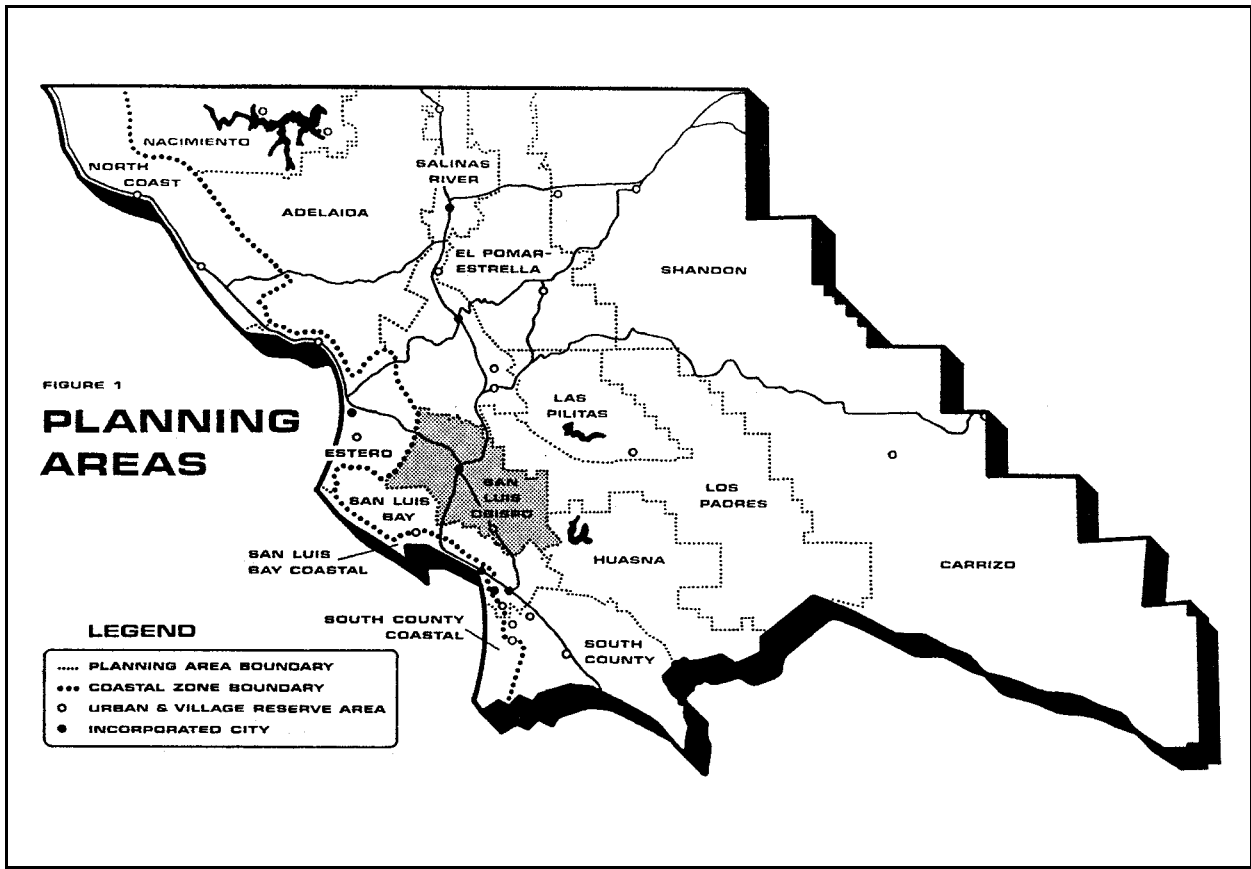 NACIMIENTO
NORTH
COAST
SALINAS
RIVER
ADELAIDA
EL POMAR-
ESTRELLA
SHANDON
FIGURE 1
PLANNING
AREAS
LAS
PILITAS
ESTERO
SAN LUIS
BAY
SAN
LUIS
OBISPO
LOS
PADRES
SAN LUIS
BAY COASTAL
HUASNA
CARRIZO
SOUTH COUNTY
COASTAL
SOUTH
COUNTY
LEGEND
PLANNING AREA BOUNDARY
COASTAL ZONE BOUNDARY
URBAN & VILLAGE RESERVE AREA
INCORPORATED CITY